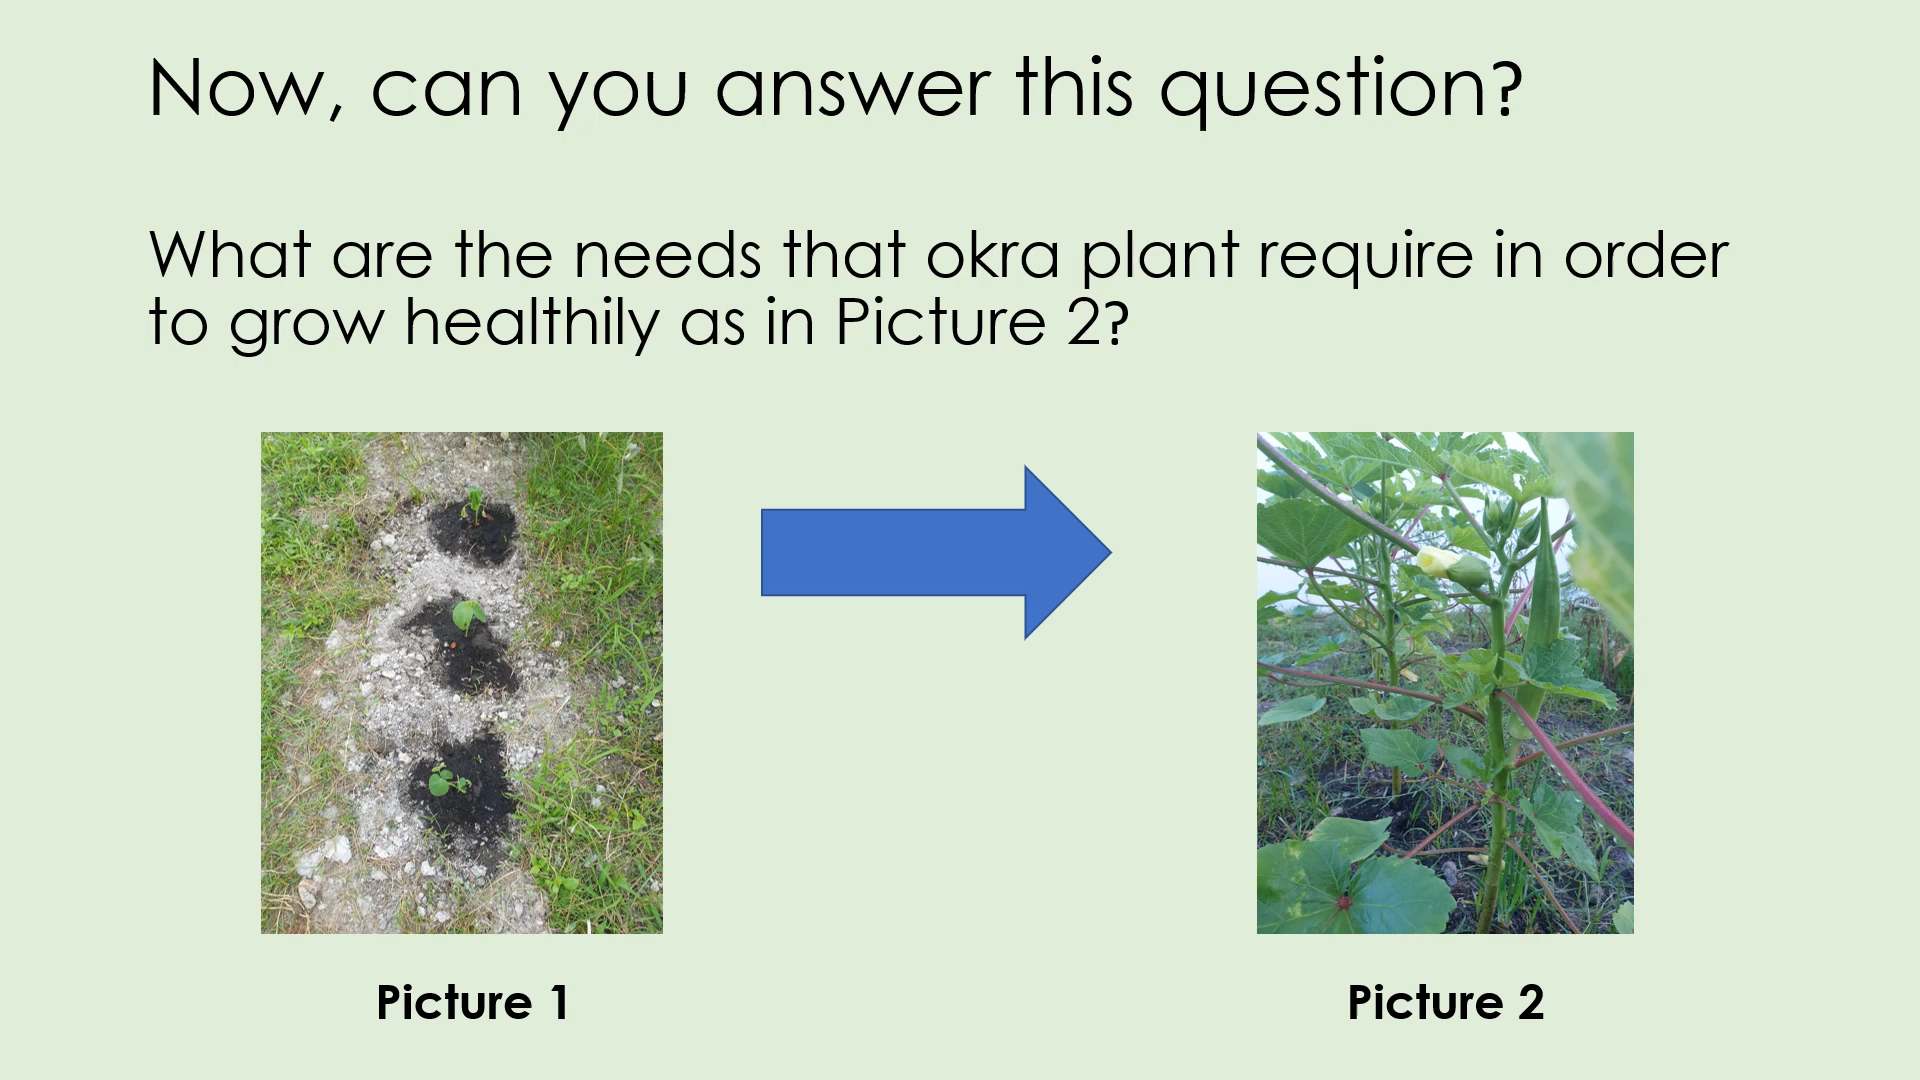 Now, can you answer this question?
What are the needs that okra plant require in order
to grow healthily as in Picture 2?
Picture 1
Picture 2